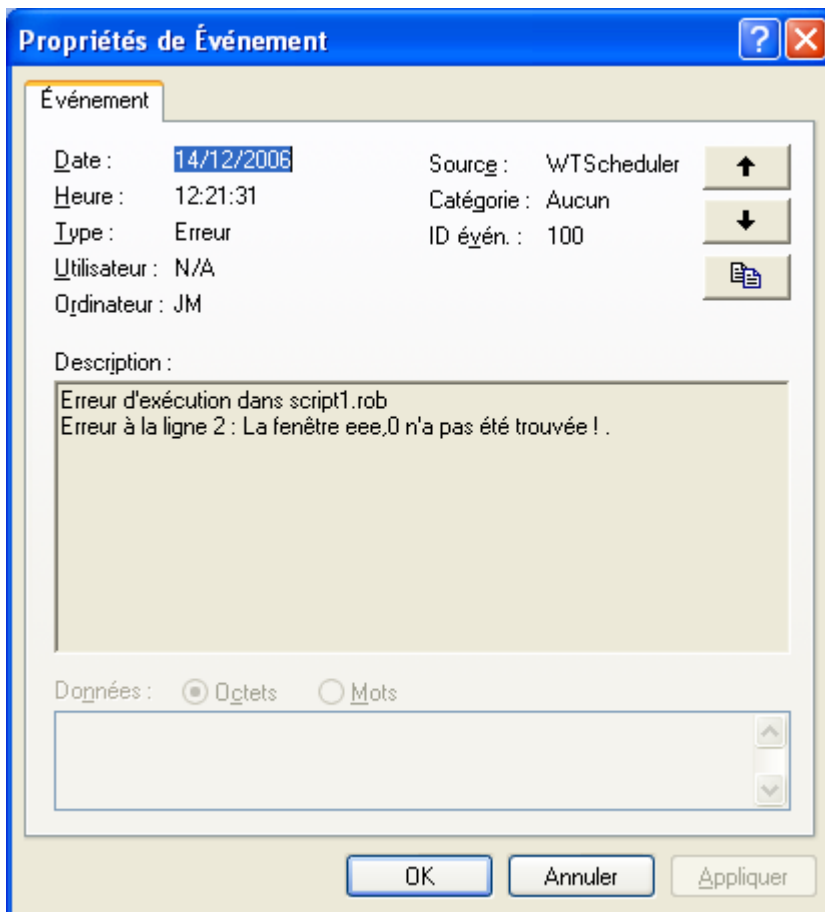 Propriétés de Événement
Événement
Date : 14/12/2006
Heure : 12:21:31
Type : Erreur
Utilisateur : N/A
Ordinateur : JM
Source : WTScheduler
Catégorie : Aucun
ID évén. : 100
Description :
Erreur d'exécution dans script1.rob
Erreur à la ligne 2 : La fenêtre eee,0 n'a pas été trouvée ! .
Données : Octets Mots
OK Annuler Appliquer